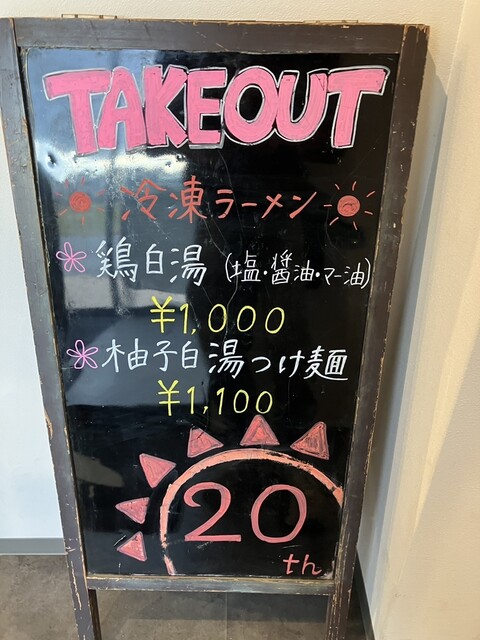 TAKEOUT
冷凍ラーメン
鶏白湯 (塩・醤油・マー油)
¥1,000
柚子白湯つけ麺
¥1,100
20
th